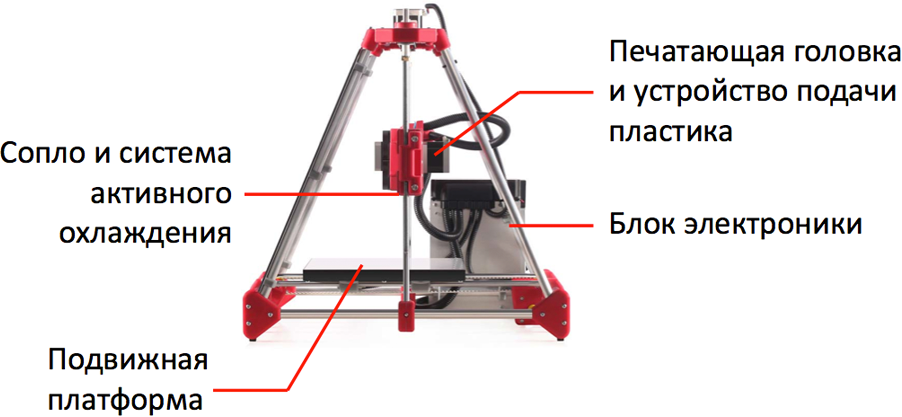 Печатающая головка
и устройство подачи
пластика
Сопло и система
активного
охлаждения
Блок электроники
Подвижная
платформа